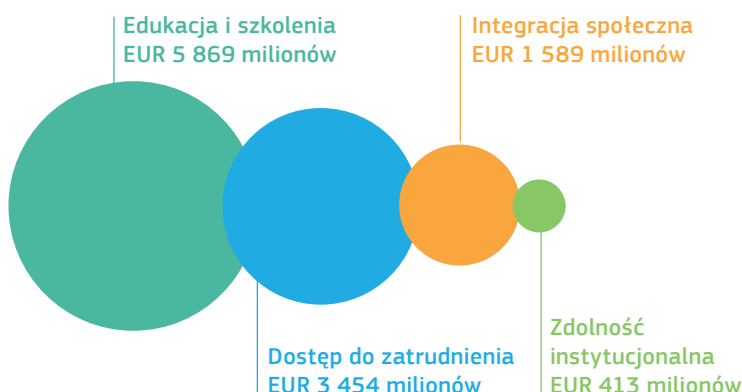 Edukacja i szkolenia
EUR 5 869 milionów
Integracja społeczna
EUR 1 589 milionów
Dostęp do zatrudnienia
EUR 3 454 milionów
Zdolność
instytucjonalna
EUR 413 milionów